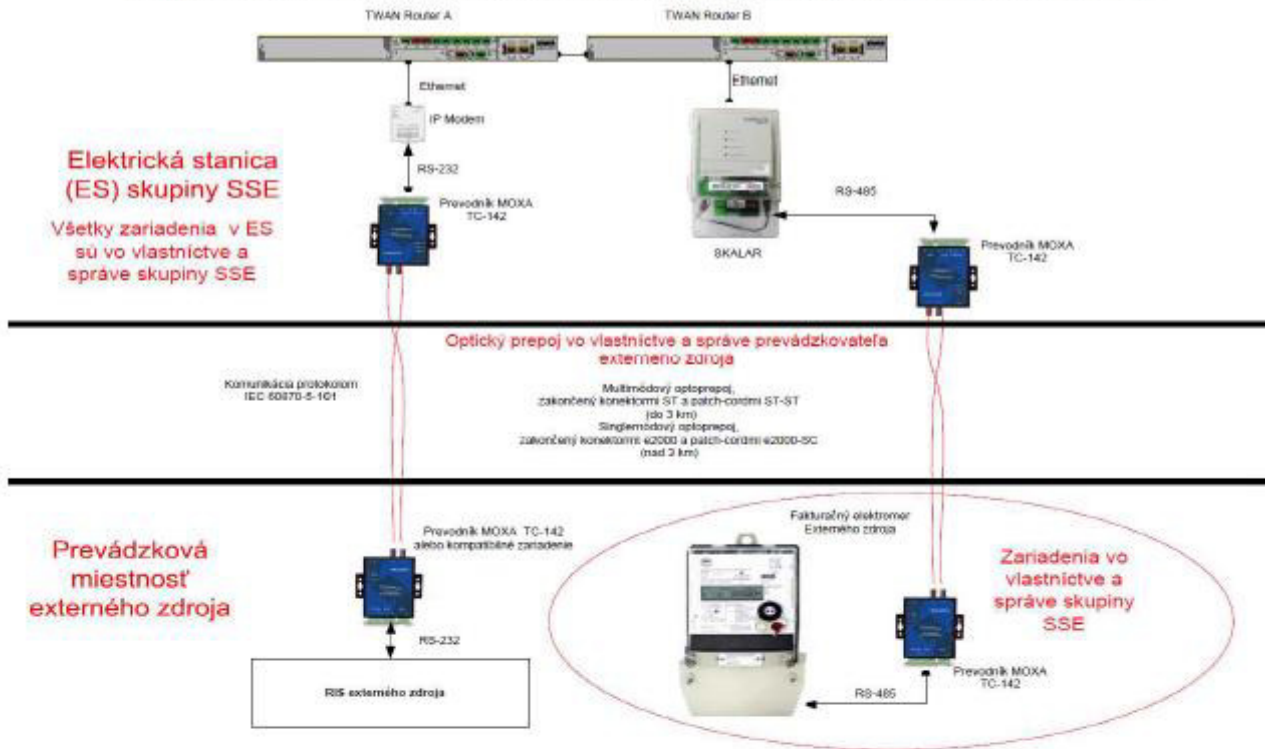 TWAN Router A
TWAN Router B
Ethernet
Ethernet
IP Modem
Elektrická stanica
(ES) skupiny SSE
RS-232
RS-485
Prevodník MOXA
TC-142
Všetky zariadenia v ES
sú vo vlastníctve a
správe skupiny SSE
SKALAR
Prevodník MOXA
TC-142
Optický prepoj vo vlastníctve a správe prevádzkovateľa
externeho zdroja
Komunikácia protokolom
IEC 60870-5-101
Multimódový optoprepoj,
zakončený konektormi ST a patch-cordmi ST-ST
(do 3 km)
Singlemódový optoprepoj,
zakončený konektormi e2000 a patch-cordmi e2000-SC
(nad 3 km)
Prevádzková
miestnosť
externého zdroja
Prevodník MOXA TC-142
alebo kompatibilné zariadenie
Fakturačný elektromer
Externého zdroja
Zariadenia vo
vlastníctve a
správe skupiny
SSE
RS-232
RIS externého zdroja
Prevodník MOXA
TC-142
RS-485